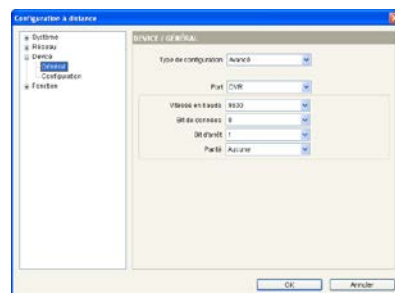 Configuration à distance
Système
Réseau
Device
Général
Configuration
Fonction
DEVICE / GÉNÉRAL
Type de configuration Avancé
Port DVR
Vitesse en bauds 9600
Bit de données 8
Bit d'arrêt 1
Parité Aucune
OK Annuler